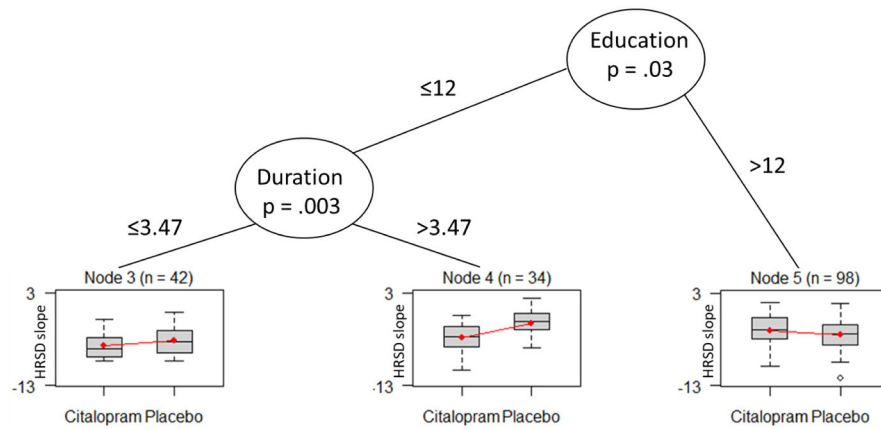 Education
p = .03
≤12
>12
Duration
p = .003
≤3.47
>3.47
Node 3 (n = 42)
3
HRSD slope
-13
Citalopram Placebo
Node 4 (n = 34)
3
HRSD slope
-13
Citalopram Placebo
Node 5 (n = 98)
3
HRSD slope
-13
Citalopram Placebo